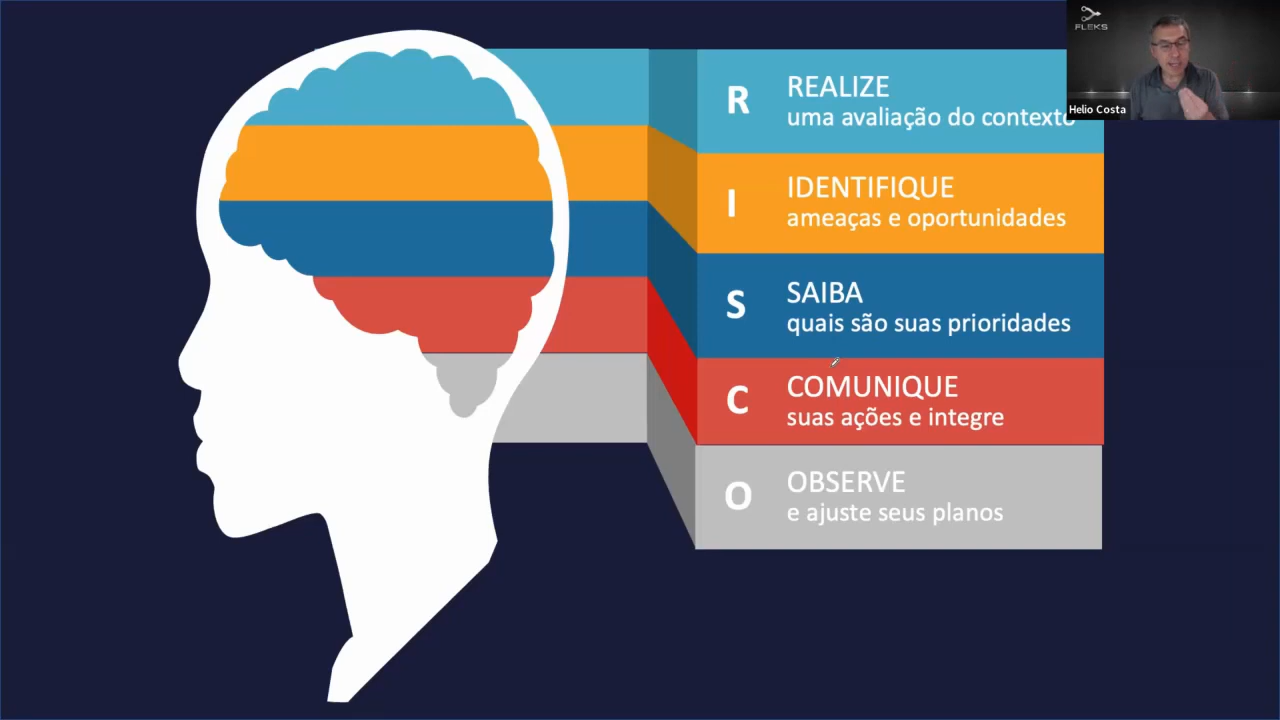 R
REALIZE
uma avaliação do contexto
I
IDENTIFIQUE
ameaças e oportunidades
S
SAIBA
quais são suas prioridades
C
COMUNIQUE
suas ações e integre
O
OBSERVE
e ajuste seus planos
FLEKS
Helio Costa